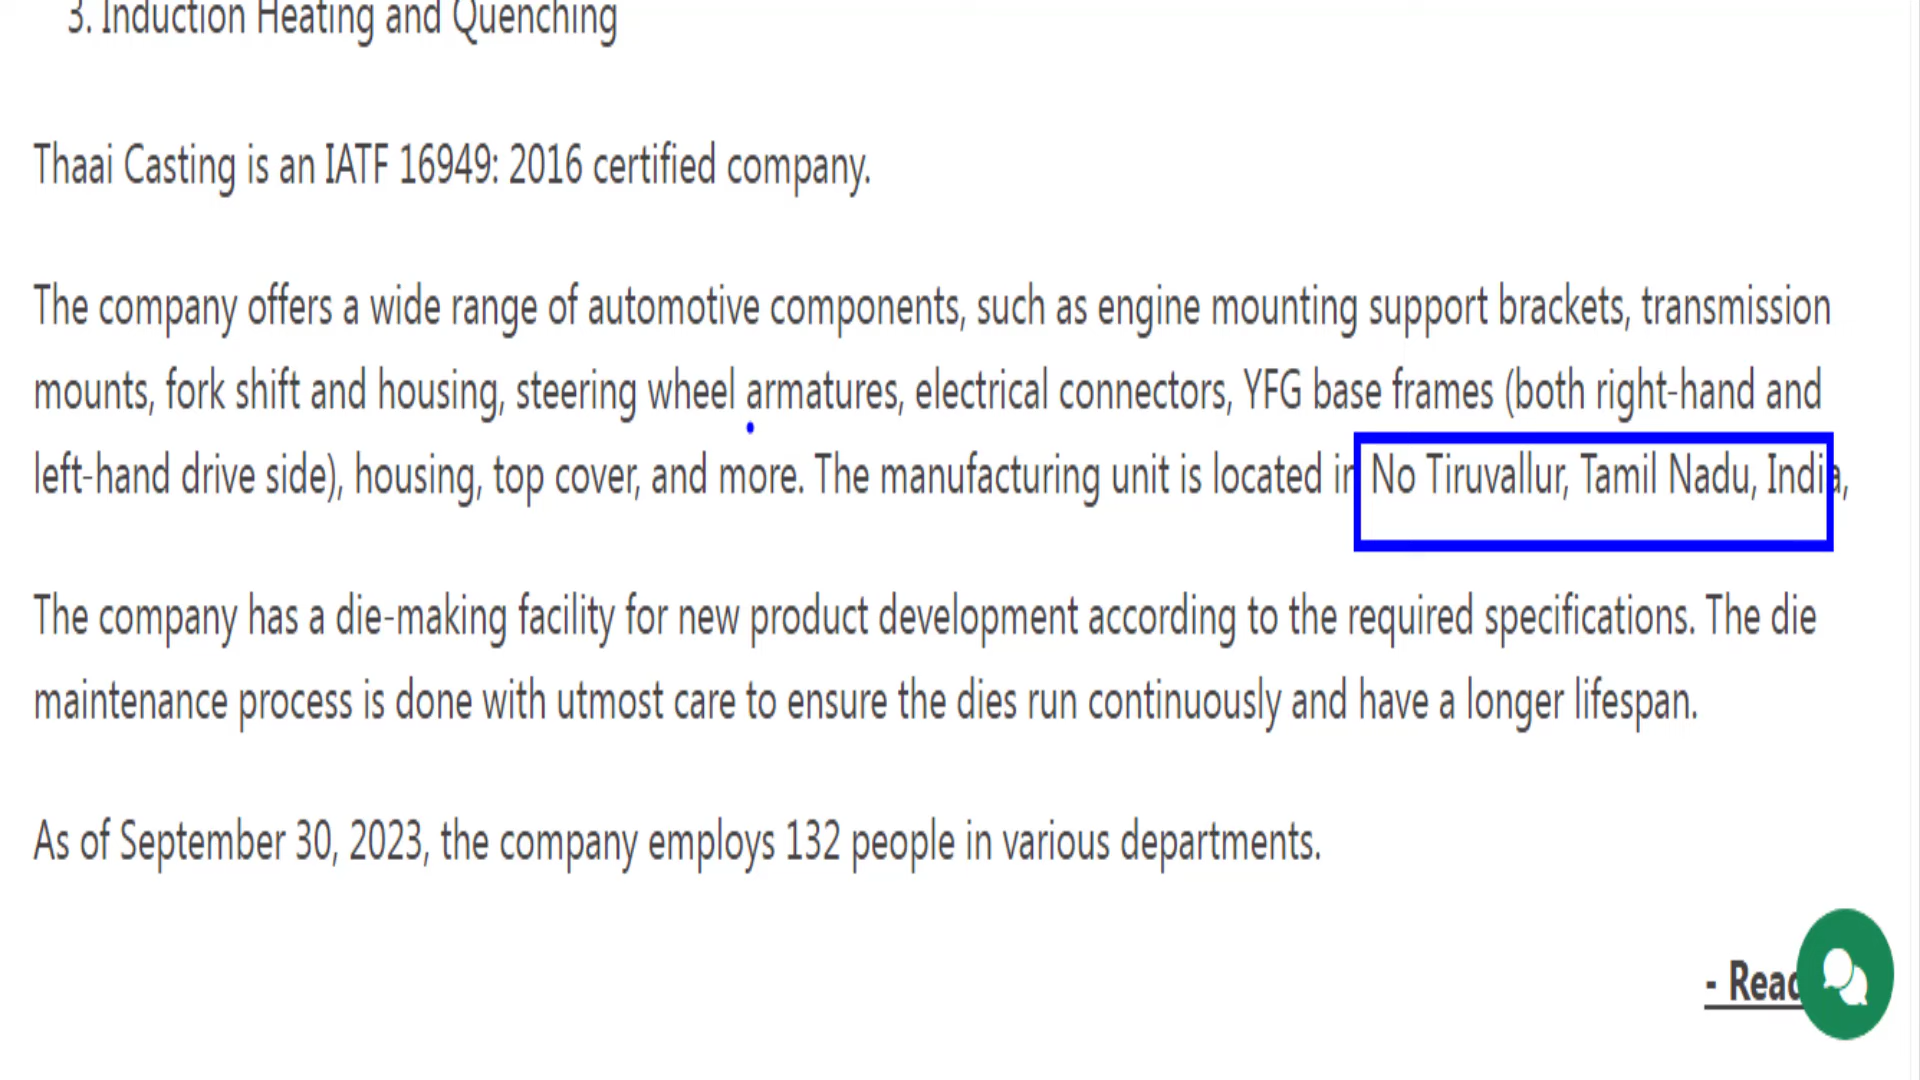 3. Induction Heating and Quenching
Thaai Casting is an IATF 16949: 2016 certified company.
The company offers a wide range of automotive components, such as engine mounting support brackets, transmission
mounts, fork shift and housing, steering wheel armatures, electrical connectors, YFG base frames (both right-hand and
left-hand drive side), housing, top cover, and more. The manufacturing unit is located in No Tiruvallur, Tamil Nadu, India,
The company has a die-making facility for new product development according to the required specifications. The die
maintenance process is done with utmost care to ensure the dies run continuously and have a longer lifespan.
As of September 30, 2023, the company employs 132 people in various departments.
- Read